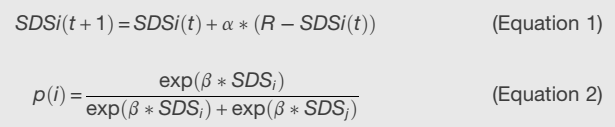 SDSi(t + 1) = SDSi(t) + α ∗ (R − SDSi(t)) (Equation 1)
p(i) = exp(β ∗ SDS_i) / exp(β ∗ SDS_i) + exp(β ∗ SDS_j) (Equation 2)